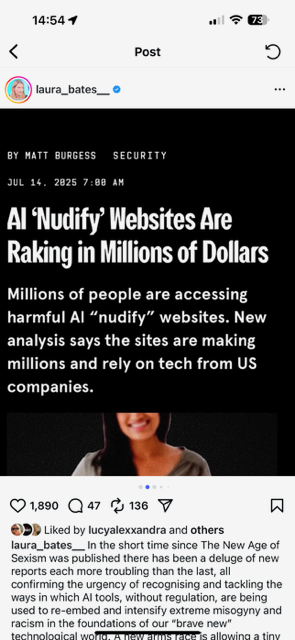 14:54
73
Post
laura_bates__
BY MATT BURGESS SECURITY
JUL 14, 2025 7:00 AM
AI ‘Nudify’ Websites Are
Raking in Millions of Dollars
Millions of people are accessing
harmful AI “nudify” websites. New
analysis says the sites are making
millions and rely on tech from US
companies.
1,890 47 136
Liked by lucyalexxandra and others
laura_bates__ In the short time since The New Age of
Sexism was published there has been a deluge of new
reports each more troubling than the last, all
confirming the urgency of recognising and tackling the
ways in which AI tools, without regulation, are being
used to re-embed and intensify extreme misogyny and
racism in the foundations of our “brave new”
technological world. A new arms race is allowing a tiny